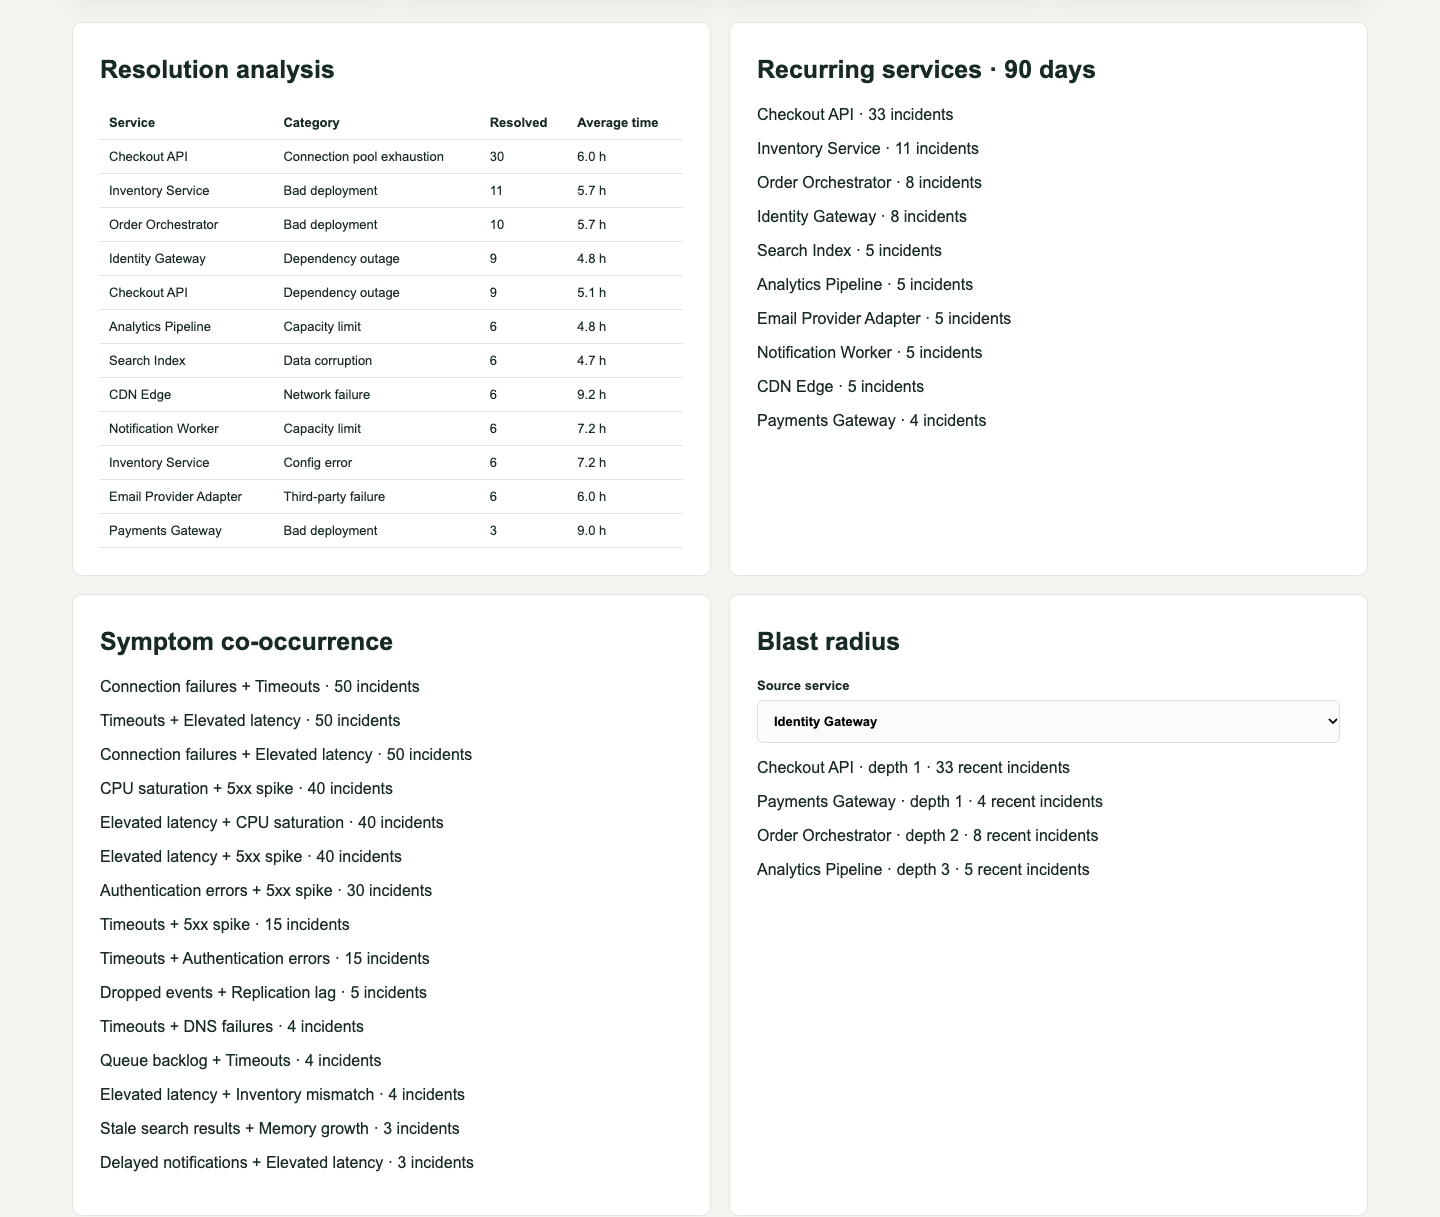 Resolution analysis
Service Category Resolved Average time
Checkout API Connection pool exhaustion 30 6.0 h
Inventory Service Bad deployment 11 5.7 h
Order Orchestrator Bad deployment 10 5.7 h
Identity Gateway Dependency outage 9 4.8 h
Checkout API Dependency outage 9 5.1 h
Analytics Pipeline Capacity limit 6 4.8 h
Search Index Data corruption 6 4.7 h
CDN Edge Network failure 6 9.2 h
Notification Worker Capacity limit 6 7.2 h
Inventory Service Config error 6 7.2 h
Email Provider Adapter Third-party failure 6 6.0 h
Payments Gateway Bad deployment 3 9.0 h
Recurring services · 90 days
Checkout API · 33 incidents
Inventory Service · 11 incidents
Order Orchestrator · 8 incidents
Identity Gateway · 8 incidents
Search Index · 5 incidents
Analytics Pipeline · 5 incidents
Email Provider Adapter · 5 incidents
Notification Worker · 5 incidents
CDN Edge · 5 incidents
Payments Gateway · 4 incidents
Symptom co-occurrence
Connection failures + Timeouts · 50 incidents
Timeouts + Elevated latency · 50 incidents
Connection failures + Elevated latency · 50 incidents
CPU saturation + 5xx spike · 40 incidents
Elevated latency + CPU saturation · 40 incidents
Elevated latency + 5xx spike · 40 incidents
Authentication errors + 5xx spike · 30 incidents
Timeouts + 5xx spike · 15 incidents
Timeouts + Authentication errors · 15 incidents
Dropped events + Replication lag · 5 incidents
Timeouts + DNS failures · 4 incidents
Queue backlog + Timeouts · 4 incidents
Elevated latency + Inventory mismatch · 4 incidents
Stale search results + Memory growth · 3 incidents
Delayed notifications + Elevated latency · 3 incidents
Blast radius
Source service
Identity Gateway
Checkout API · depth 1 · 33 recent incidents
Payments Gateway · depth 1 · 4 recent incidents
Order Orchestrator · depth 2 · 8 recent incidents
Analytics Pipeline · depth 3 · 5 recent incidents